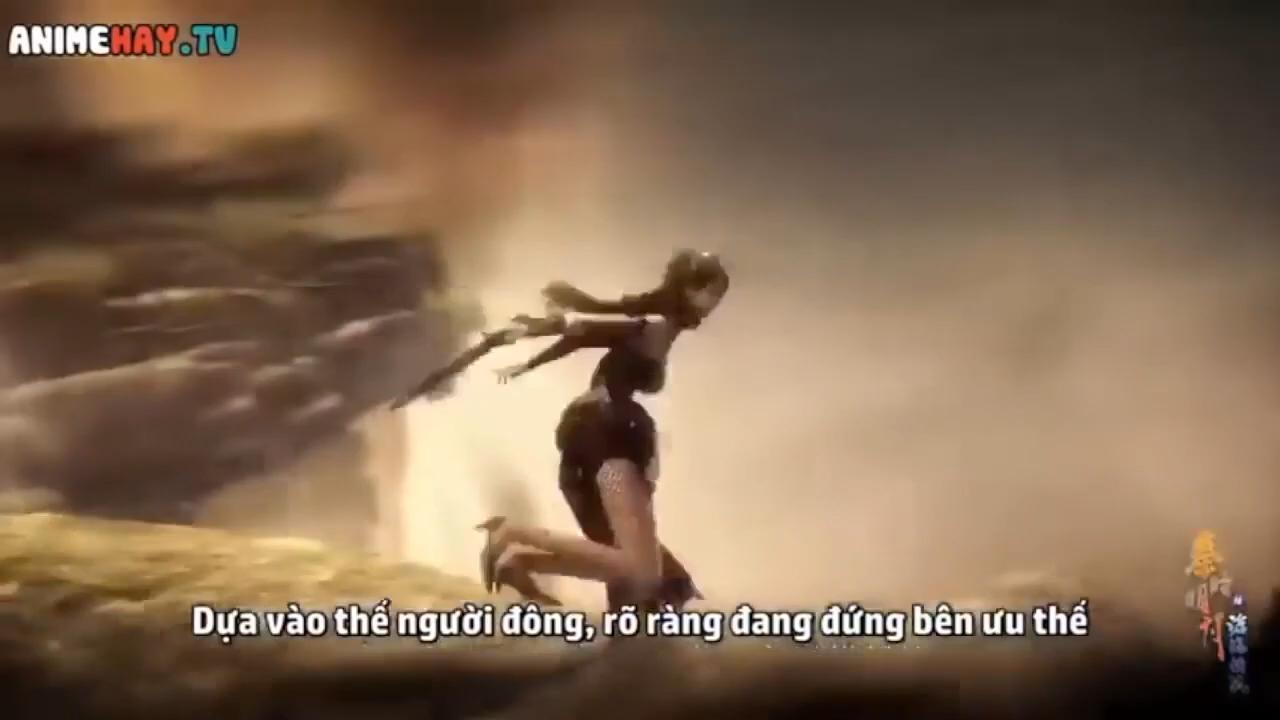 ANIMEHAY.TV
Dựa vào thế người đông, rõ ràng đang đứng bên ưu thế